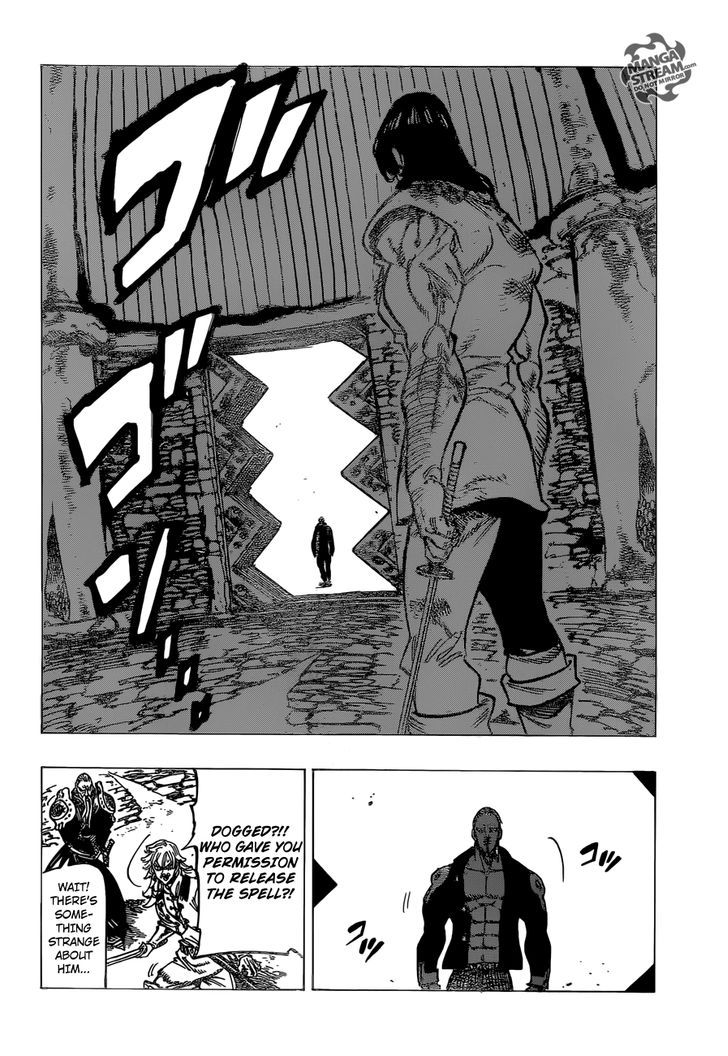 MANGA
STREAM.com
DO NOT MIRROR
ゴゴゴン...
DOGGED?!!
WHO GAVE YOU
PERMISSION
TO RELEASE
THE SPELL?!
WAIT!
THERE'S
SOME-
THING
STRANGE
ABOUT
HIM...
コツ
コツ